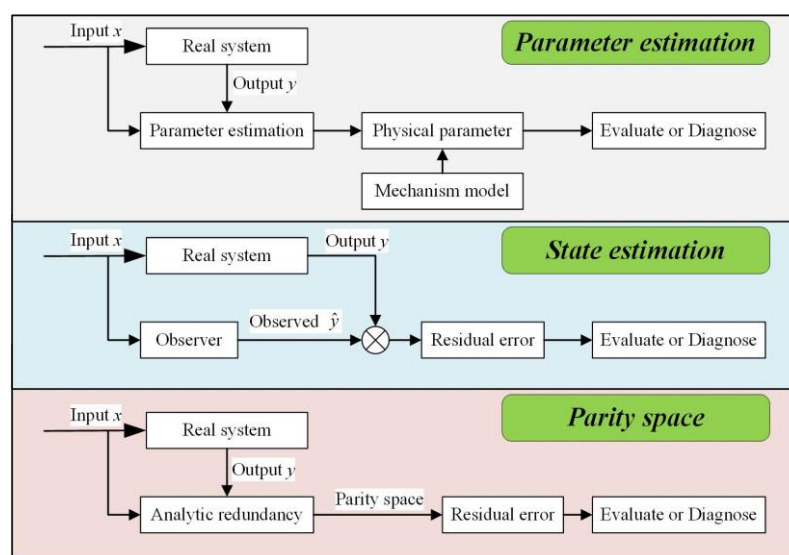 Input x
Real system
Parameter estimation
Output y
Parameter estimation
Physical parameter
Evaluate or Diagnose
Mechanism model
Input x
Real system
Output y
State estimation
Observer
Observed ŷ
Residual error
Evaluate or Diagnose
Input x
Real system
Parity space
Output y
Analytic redundancy
Parity space
Residual error
Evaluate or Diagnose